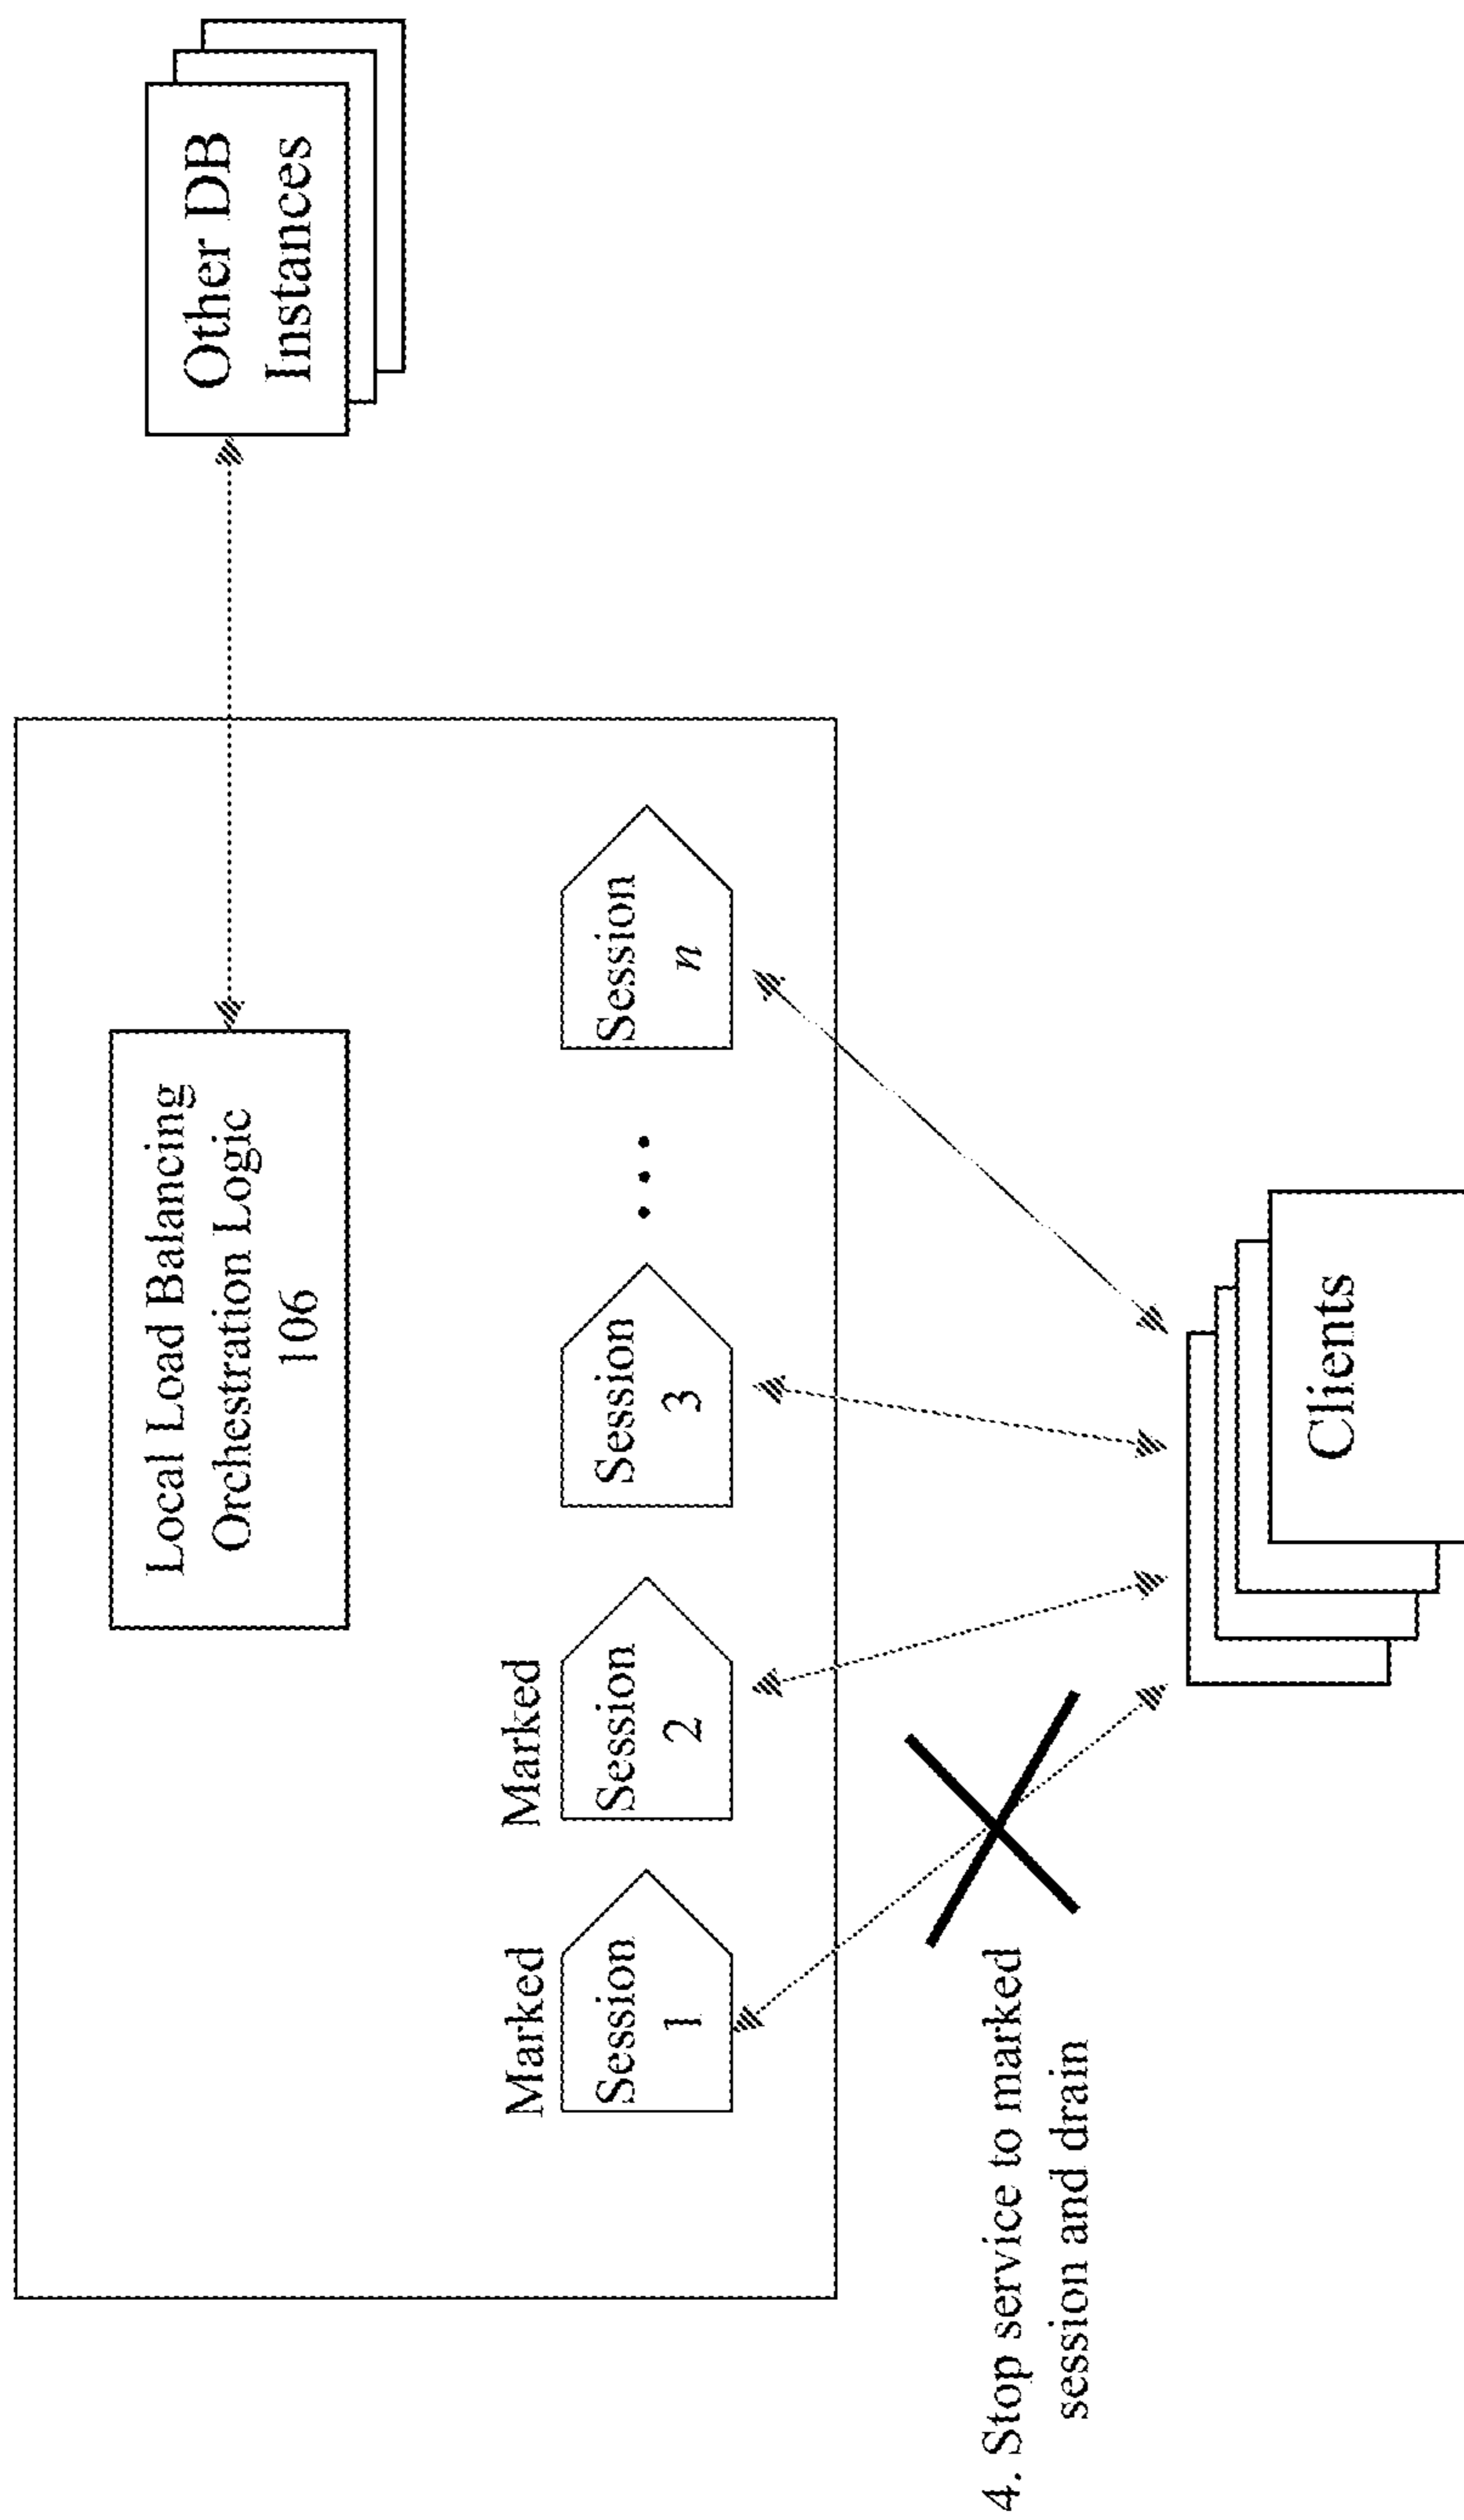 Local Load Balancing
Orchestration Logic
106
Other DB
Instances
Marked
Marked
Session
1
Session
2
Session
3
...
Session
n
4. Stop service to marked
session and drain
Clients